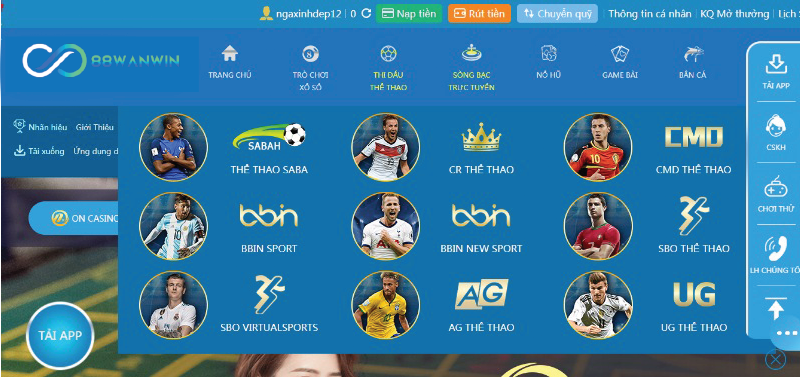 ngaxinhdep12 | 0 Nạp tiền Rút tiền Chuyển quỹ Thông tin cá nhân KQ Mở thưởng Lịch
88WANWIN
TRANG CHỦ
TRÒ CHƠI
XỔ SỐ
THI ĐẤU
THỂ THAO
SÒNG BẠC
TRỰC TUYẾN
NỔ HŨ
GAME BÀI
BẮN CÁ
TẢI APP
CSKH
CHƠI THỬ
LH CHÚNG TÔ
Nhãn hiệu Giới Thiệu
Tải xuống Ứng dụng d
ON CASINO
TẢI APP
SABAH
THỂ THAO SABA
CR THỂ THAO
CMD
CMD THỂ THAO
10
bbin
BBIN SPORT
bbin
BBIN NEW SPORT
SBO THỂ THAO
10
7
SBO VIRTUALSPORTS
AG
AG THỂ THAO
UG
UG THỂ THAO